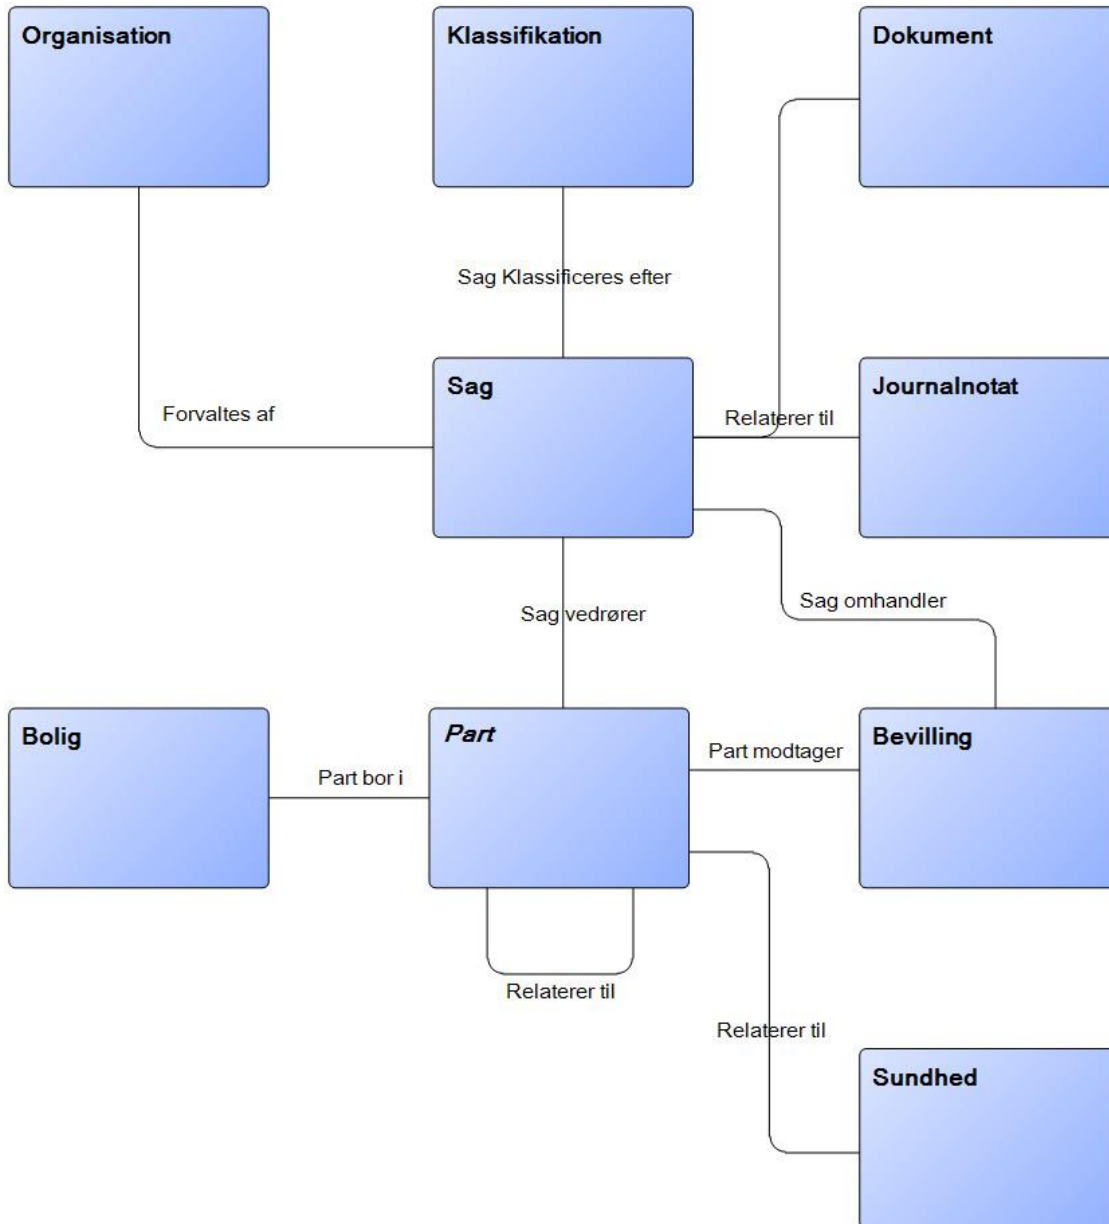 Organisation
Klassifikation
Dokument
Sag Klassificeres efter
Sag
Journalnotat
Forvaltes af
Relaterer til
Sag omhandler
Sag vedrører
Bolig
Part
Bevilling
Part bor i
Part modtager
Relaterer til
Relaterer til
Sundhed